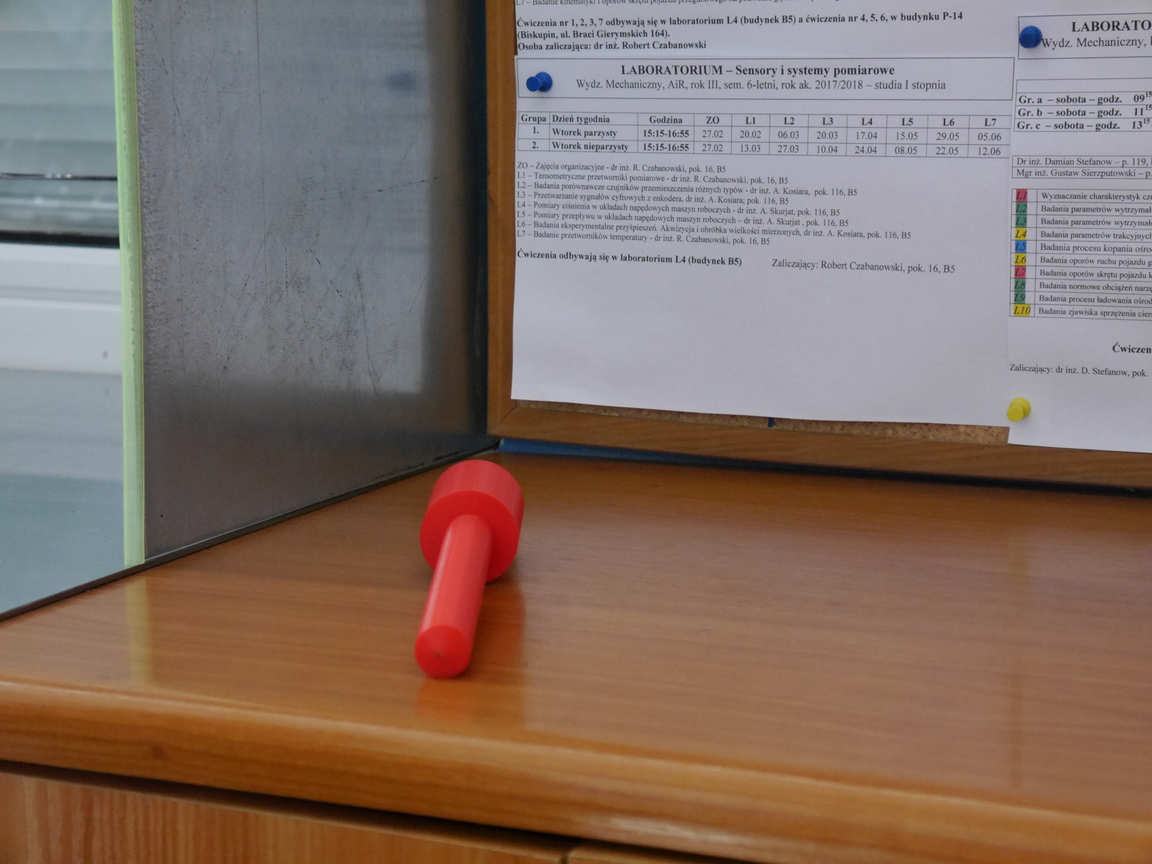 Ćwiczenia nr 1, 2, 3, 7 odbywają się w laboratorium L4 (budynek B5) a ćwiczenia nr 4, 5, 6, w budynku P-14
(Biskupin, ul. Braci Gierymskich 164).
Osoba zaliczająca: dr inż. Robert Czabanowski
LABORATORIUM – Sensory i systemy pomiarowe
Wydz. Mechaniczny, AiR, rok III, sem. 6-letni, rok ak. 2017/2018 – studia I stopnia
Grupa Dzień tygodnia Godzina ZO L1 L2 L3 L4 L5 L6 L7
1. Wtorek parzysty 15:15-16:55 27.02 20.02 06.03 20.03 17.04 15.05 29.05 05.06
2. Wtorek nieparzysty 15:15-16:55 27.02 13.03 27.03 10.04 24.04 08.05 22.05 12.06
ZO – Zajęcia organizacyjne - dr inż. R. Czabanowski, pok. 16, B5
L1 – Tensometryczne przetworniki pomiarowe - dr inż. R. Czabanowski, pok. 16, B5
L2 – Badania porównawcze czujników przemieszczenia różnych typów - dr inż. A. Kosiara, pok. 116, B5
L3 – Przetwarzanie sygnałów cyfrowych z enkodera, dr inż. A. Kosiara, pok. 116, B5
L4 – Pomiary ciśnienia w układach napędowych maszyn roboczych - dr inż. A. Skurjat, pok. 116, B5
L5 – Pomiary przepływu w układach napędowych maszyn roboczych – dr inż. A. Skurjat , pok. 116, B5
L6 – Badania eksperymentalne przyśpieszeń. Akwizycja i obróbka wielkości mierzonych, dr inż. A. Kosiara, pok. 116, B5
L7 – Badanie przetworników temperatury - dr inż. R. Czabanowski, pok. 16, B5
Ćwiczenia odbywają się w laboratorium L4 (budynek B5) Zaliczający: Robert Czabanowski, pok. 16, B5
LABORATO
Wydz. Mechaniczny,
Gr. a – sobota – godz. 09¹⁵
Gr. b – sobota – godz. 11¹⁵
Gr. c – sobota – godz. 13¹⁵
Dr inż. Damian Stefanow – p. 119,
Mgr inż. Gustaw Sierzputowski – p.
L1 Wyznaczanie charakterystyk
L2 Badania parametrów wytrzymał
L3 Badania parametrów wytrzymał
L4 Badania parametrów trakcyjnych
L5 Badania procesu kopania ośro
L6 Badania oporów ruchu pojazdu
L7 Badania oporów skrętu pojazdu
L8 Badania normowe obciążeń narzę
L9 Badania procesu ładowania ośrod
L10 Badania zjawiska sprzężenia cier
Ćwiczen
Zaliczający: dr inż. D. Stefanow, pok.